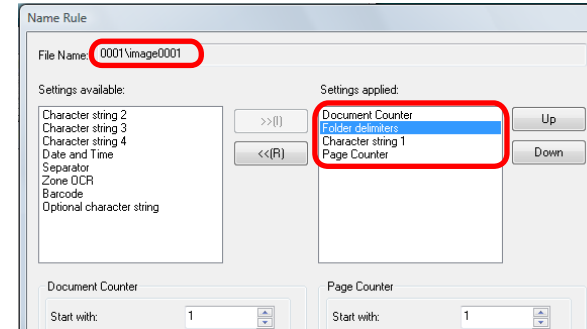 Name Rule
File Name: 0001\image0001
Settings available:
Character string 2
Character string 3
Character string 4
Date and Time
Separator
Zone OCR
Barcode
Optional character string
>>(I)
<<(R)
Settings applied:
Document Counter
Folder delimiters
Character string 1
Page Counter
Up
Down
Document Counter
Start with: 1
Page Counter
Start with: 1